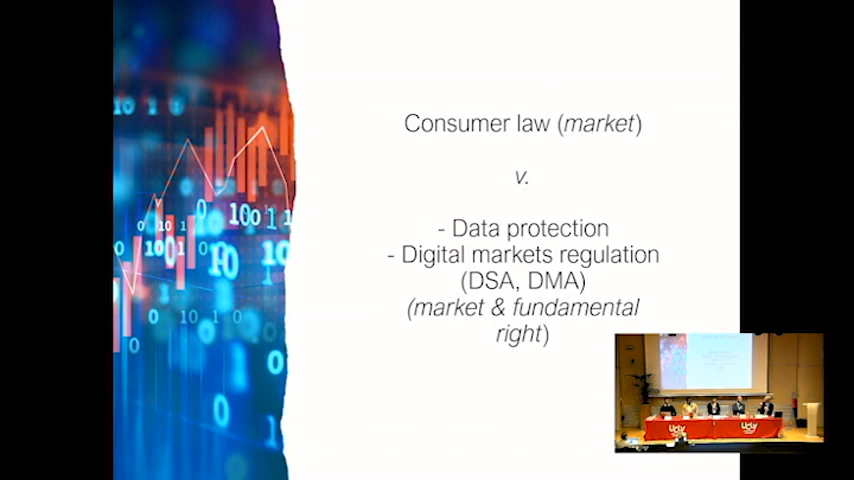 Consumer law (market)
v.
- Data protection
- Digital markets regulation
(DSA, DMA)
(market & fundamental
right)